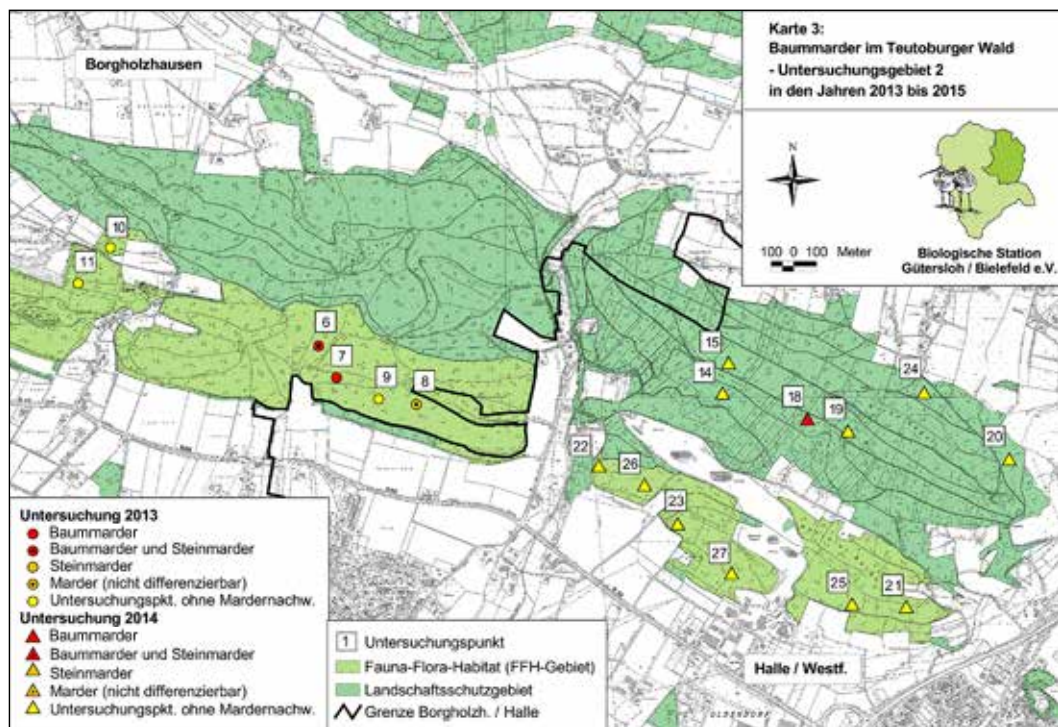 Karte 3:
Baummarder im Teutoburger Wald
- Untersuchungsgebiet 2
in den Jahren 2013 bis 2015
Borgholzhausen
100 0 100 Meter
Biologische Station
Gütersloh / Bielefeld e.V.
10
11
6
7
9
8
15
14
24
18
19
20
22
26
23
27
25
21
Untersuchung 2013
Baummarder
Baummarder und Steinmarder
Steinmarder
Marder (nicht differenzierbar)
Untersuchungspkt. ohne Mardernachw.
Untersuchung 2014
Baummarder
Baummarder und Steinmarder
Steinmarder
Marder (nicht differenzierbar)
Untersuchungspkt. ohne Mardernachw.
1 Untersuchungspunkt
Fauna-Flora-Habitat (FFH-Gebiet)
Landschaftsschutzgebiet
Grenze Borgholzh. / Halle
Halle / Westf.
OLDENDORF